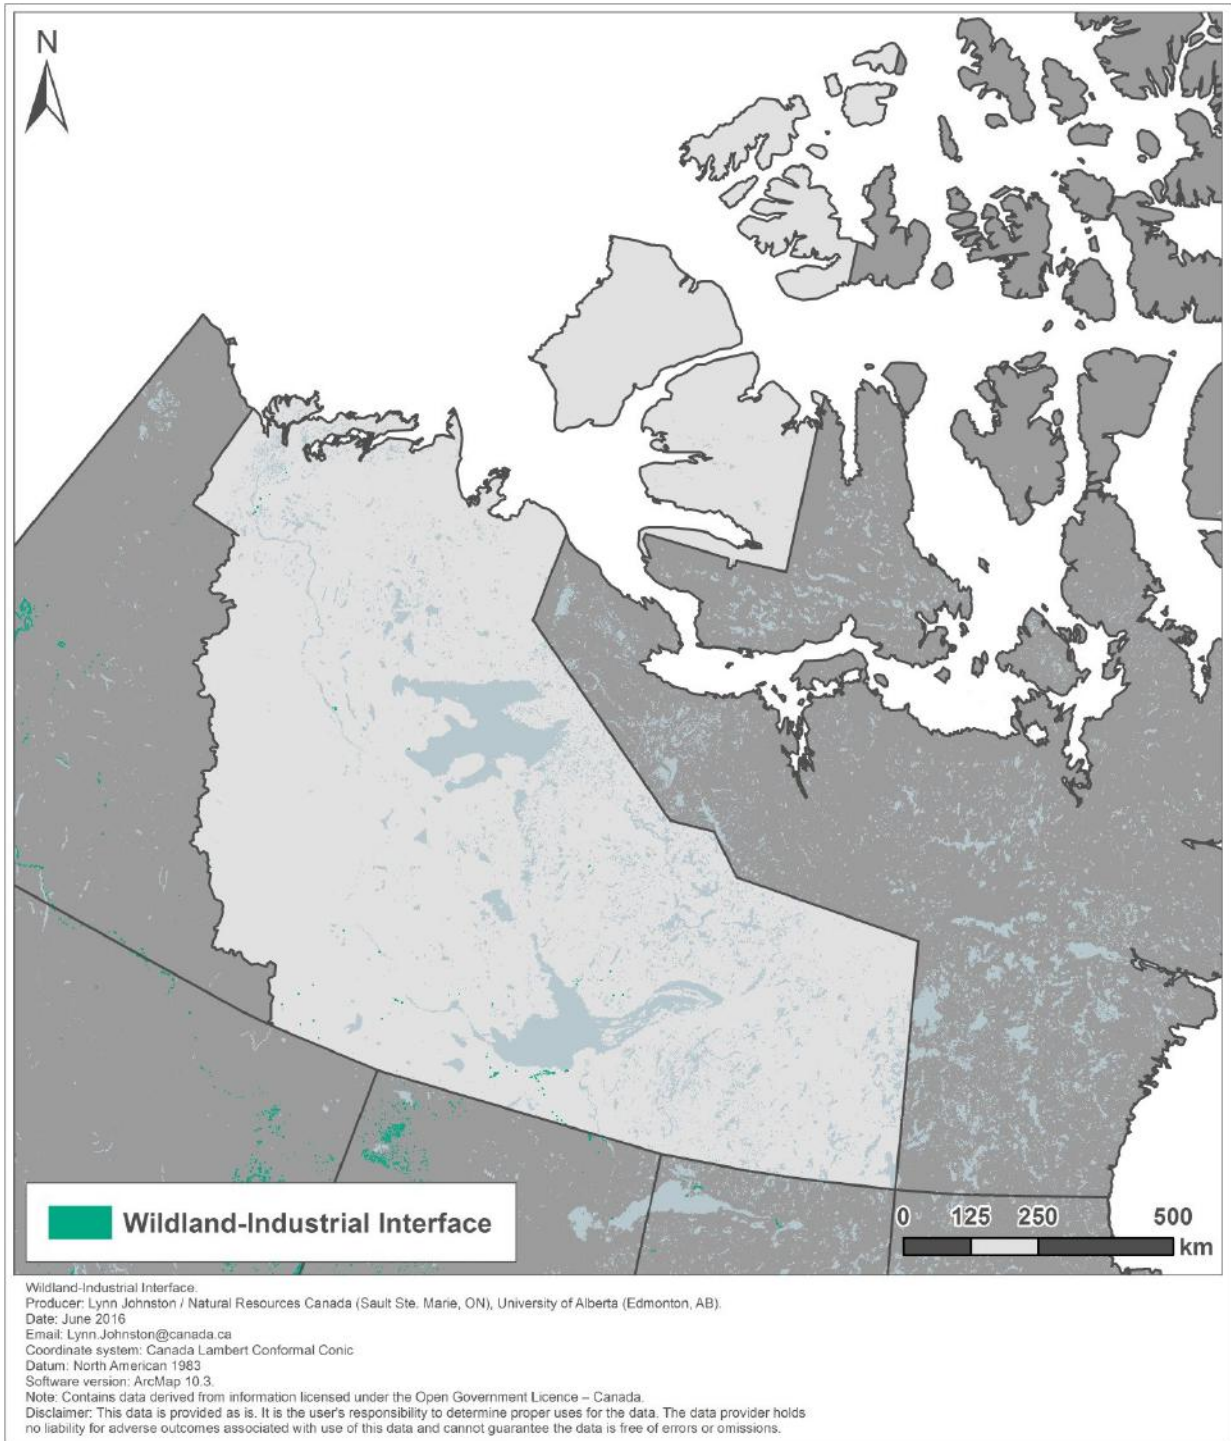 N
Wildland-Industrial Interface
0 125 250 500
km
Wildland-Industrial Interface.
Producer: Lynn Johnston / Natural Resources Canada (Sault Ste. Marie, ON), University of Alberta (Edmonton, AB).
Date: June 2016
Email: Lynn.Johnston@canada.ca
Coordinate system: Canada Lambert Conformal Conic
Datum: North American 1983
Software version: ArcMap 10.3.
Note: Contains data derived from information licensed under the Open Government Licence – Canada.
Disclaimer: This data is provided as is. It is the user's responsibility to determine proper uses for the data. The data provider holds
no liability for adverse outcomes associated with use of this data and cannot guarantee the data is free of errors or omissions.